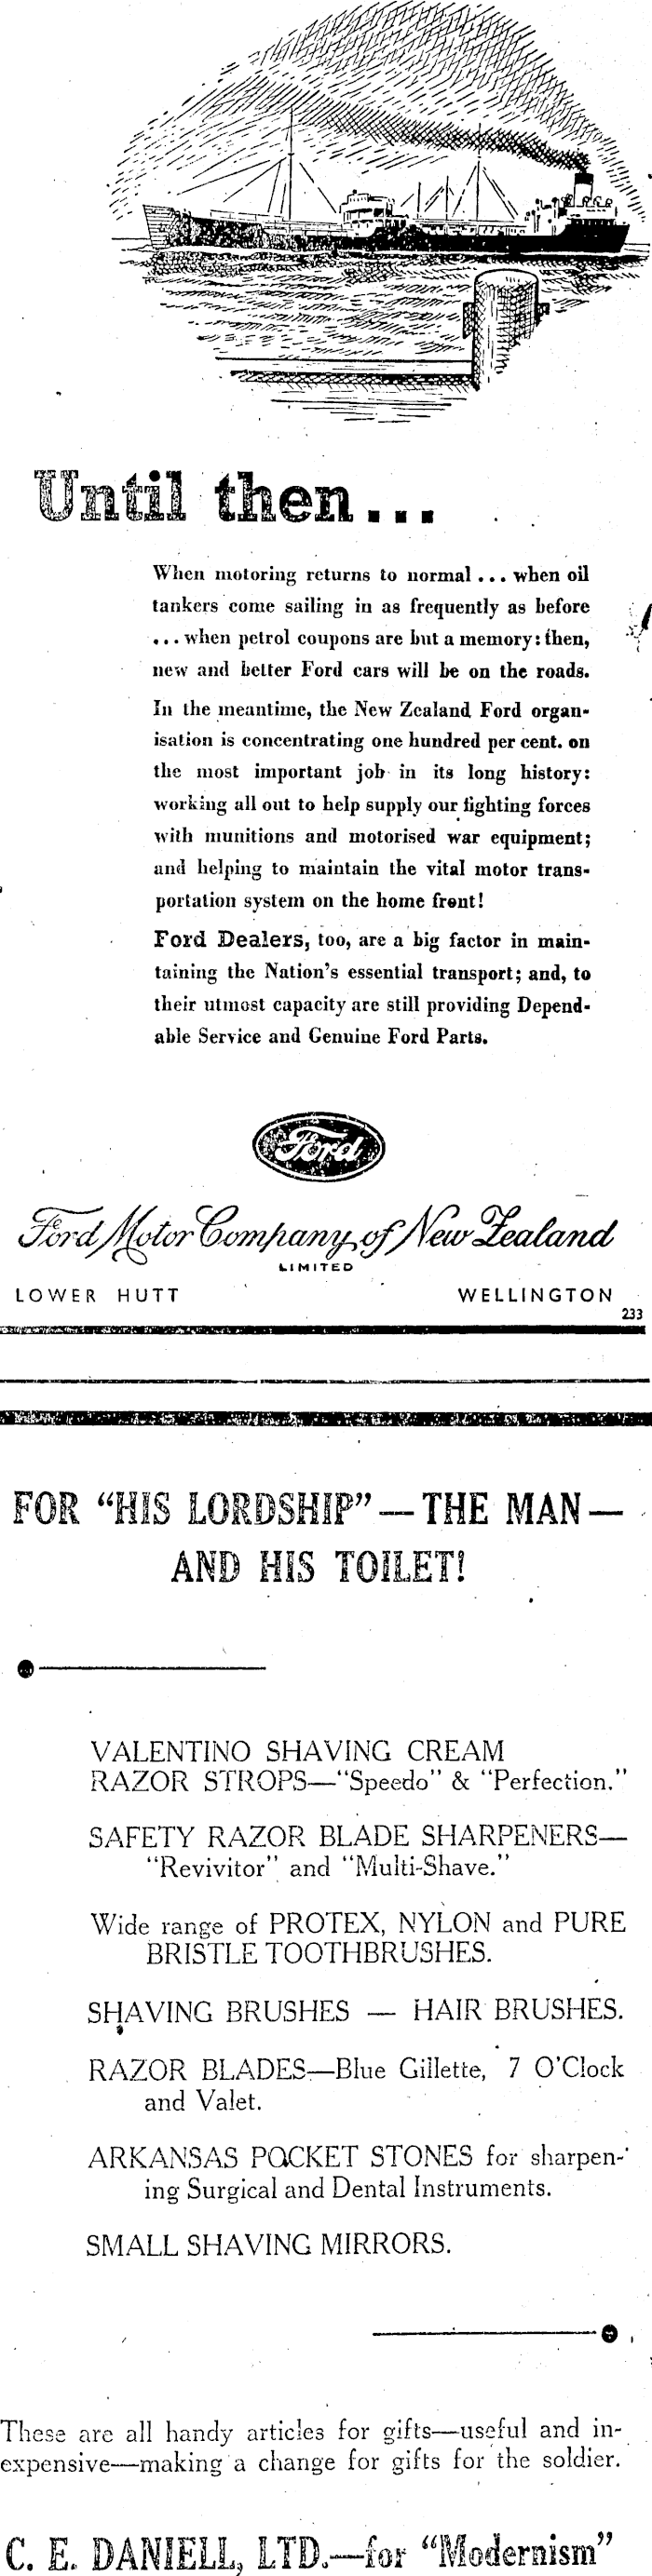 Until then...
When motoring returns to normal... when oil
tankers come sailing in as frequently as before
...when petrol coupons are but a memory: then,
new and better Ford cars will be on the roads.
In the meantime, the New Zealand Ford organ-
isation is concentrating one hundred per cent. on
the most important job in its long history:
working all out to help supply our fighting forces
with munitions and motorised war equipment;
and helping to maintain the vital motor trans-
portation system on the home front!
Ford Dealers, too, are a big factor in main-
taining the Nation's essential transport; and, to
their utmost capacity are still providing Depend-
able Service and Genuine Ford Parts.
Ford
Ford Motor Company of New Zealand
LIMITED
LOWER HUTT WELLINGTON
233
FOR "HIS LORDSHIP"—THE MAN—
AND HIS TOILET!
VALENTINO SHAVING CREAM
RAZOR STROPS—"Speedo" & "Perfection."
SAFETY RAZOR BLADE SHARPENERS—
"Revivitor" and "Multi-Shave."
Wide range of PROTEX, NYLON and PURE
BRISTLE TOOTHBRUSHES.
SHAVING BRUSHES — HAIR BRUSHES.
RAZOR BLADES—Blue Gillette, 7 O'Clock
and Valet.
ARKANSAS POCKET STONES for sharpen-
ing Surgical and Dental Instruments.
SMALL SHAVING MIRRORS.
These are all handy articles for gifts—useful and in-
expensive—making a change for gifts for the soldier.
C. E. DANIELL, LTD.—for "Modernism"